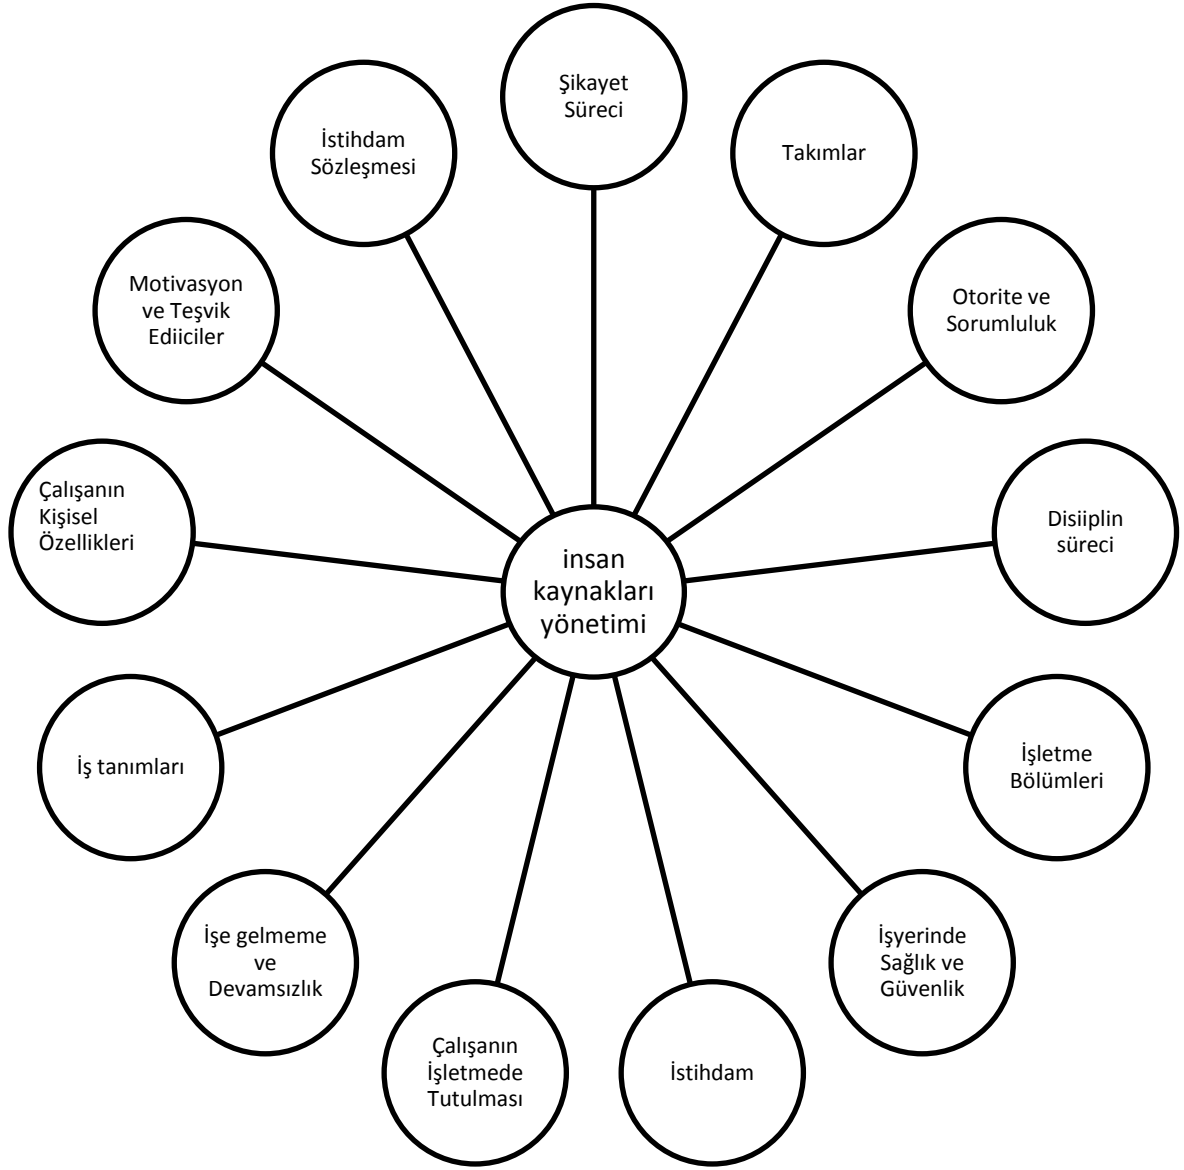 Şikayet
Süreci
Takımlar
Otorite ve
Sorumluluk
Disiiplin
süreci
İşletme
Bölümleri
İşyerinde
Sağlık ve
Güvenlik
İstihdam
Çalışanın
İşletmede
Tutulması
İşe gelmeme
ve
Devamsızlık
İş tanımları
Çalışanın
Kişisel
Özellikleri
Motivasyon
ve Teşvik
Ediiciler
İstihdam
Sözleşmesi
insan
kaynakları
yönetimi